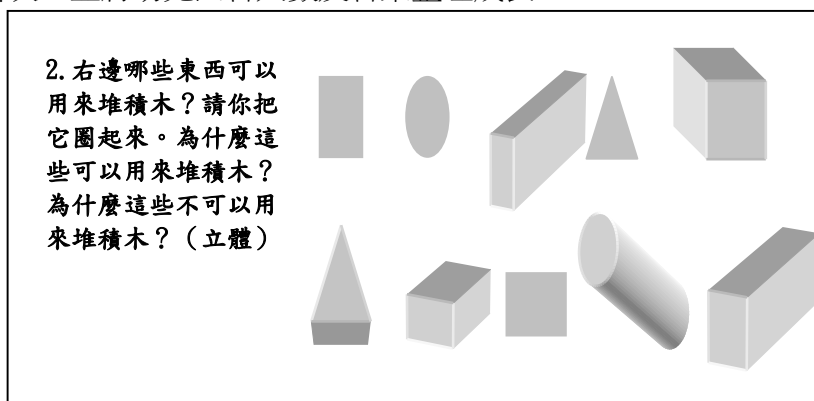 2.右邊哪些東西可以
用來堆積木?請你把
它圈起來。為什麼這
些可以用來堆積木?
為什麼這些不可以用
來堆積木?(立體)